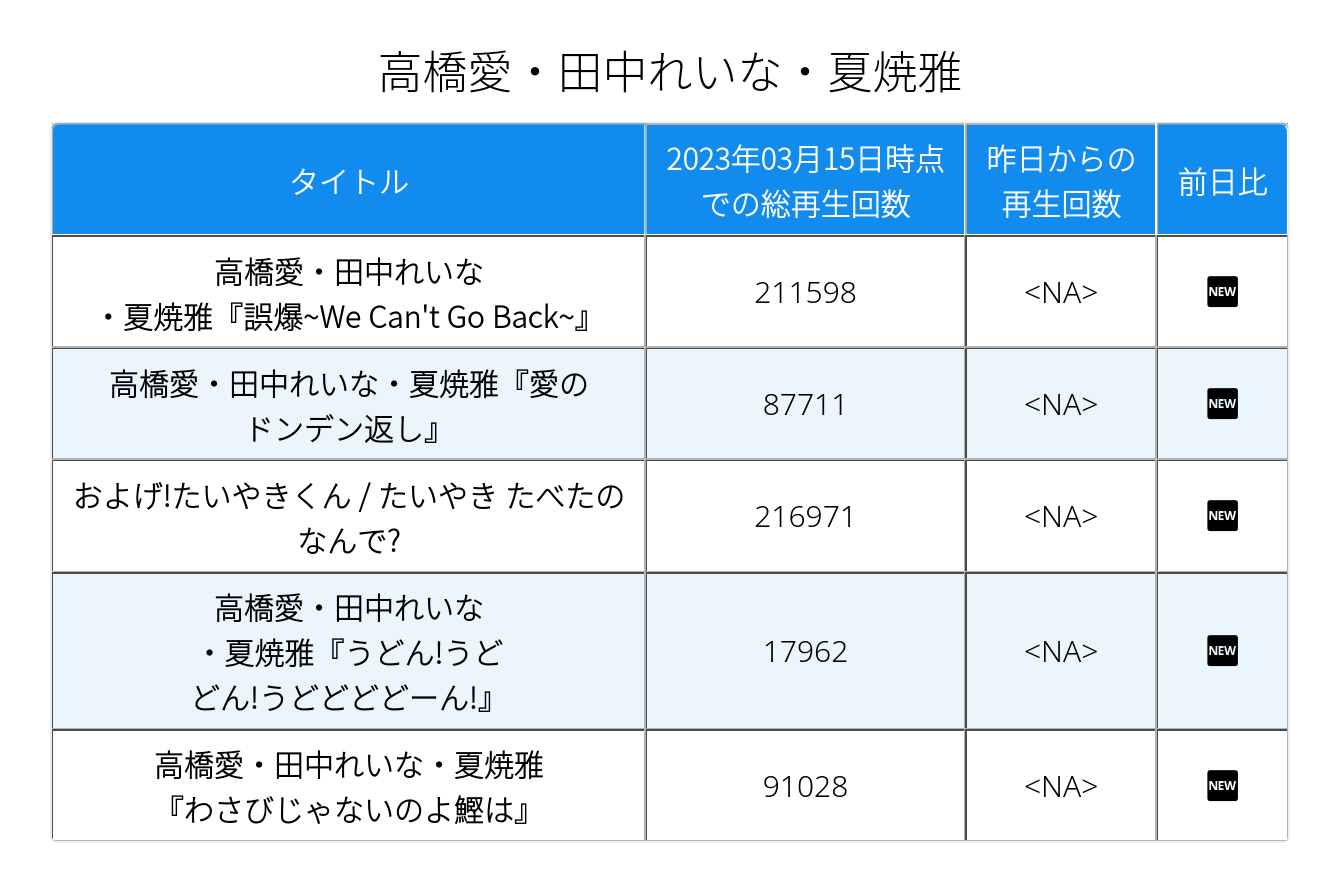 高橋愛・田中れいな・夏焼雅
タイトル
2023年03月15日時点
での総再生回数
昨日からの
再生回数
前日比
高橋愛・田中れいな
・夏焼雅『誤爆~We Can't Go Back~』
211598
<NA>
NEW
高橋愛・田中れいな・夏焼雅『愛の
ドンデン返し』
87711
<NA>
NEW
およげ!たいやきくん / たいやき たべたの
なんで?
216971
<NA>
NEW
高橋愛・田中れいな
・夏焼雅『うどん!うど
どん!うどどどどーん!』
17962
<NA>
NEW
高橋愛・田中れいな・夏焼雅
『わさびじゃないのよ鰹は』
91028
<NA>
NEW